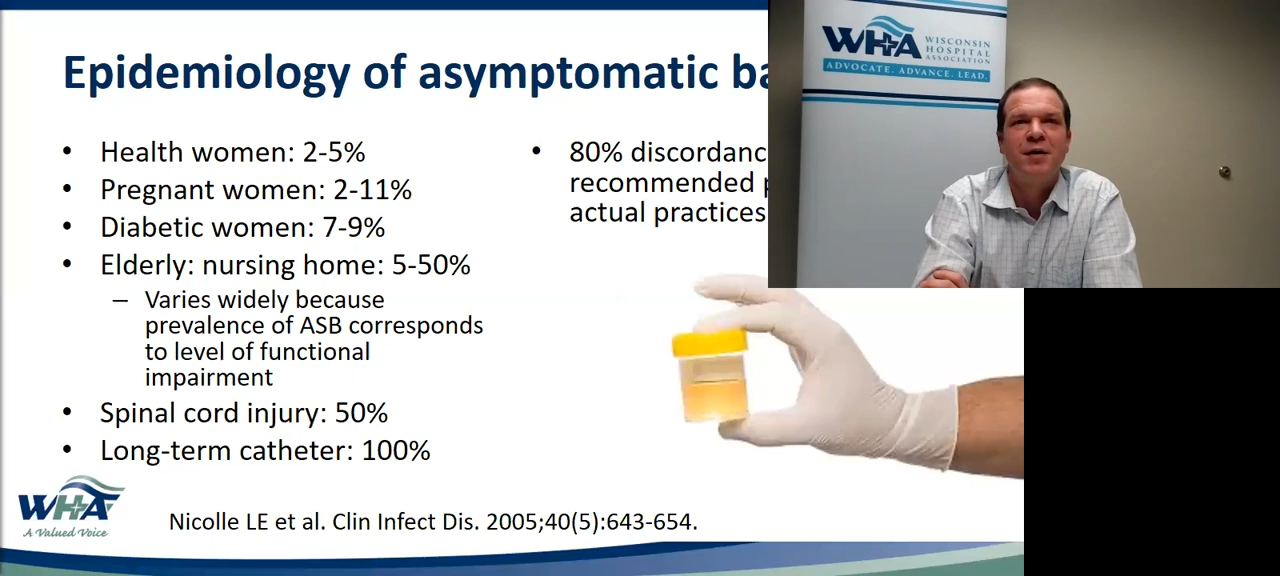 Epidemiology of asymptomatic ba
• Health women: 2-5%
• Pregnant women: 2-11%
• Diabetic women: 7-9%
• Elderly: nursing home: 5-50%
– Varies widely because
prevalence of ASB corresponds
to level of functional
impairment
• Spinal cord injury: 50%
• Long-term catheter: 100%
• 80% discordanc
recommended p
actual practices
Nicolle LE et al. Clin Infect Dis. 2005;40(5):643-654.
WHA
A Valued Voice
WHA
WISCONSIN
HOSPITAL
ASSOCIATION
ADVOCATE. ADVANCE. LEAD.